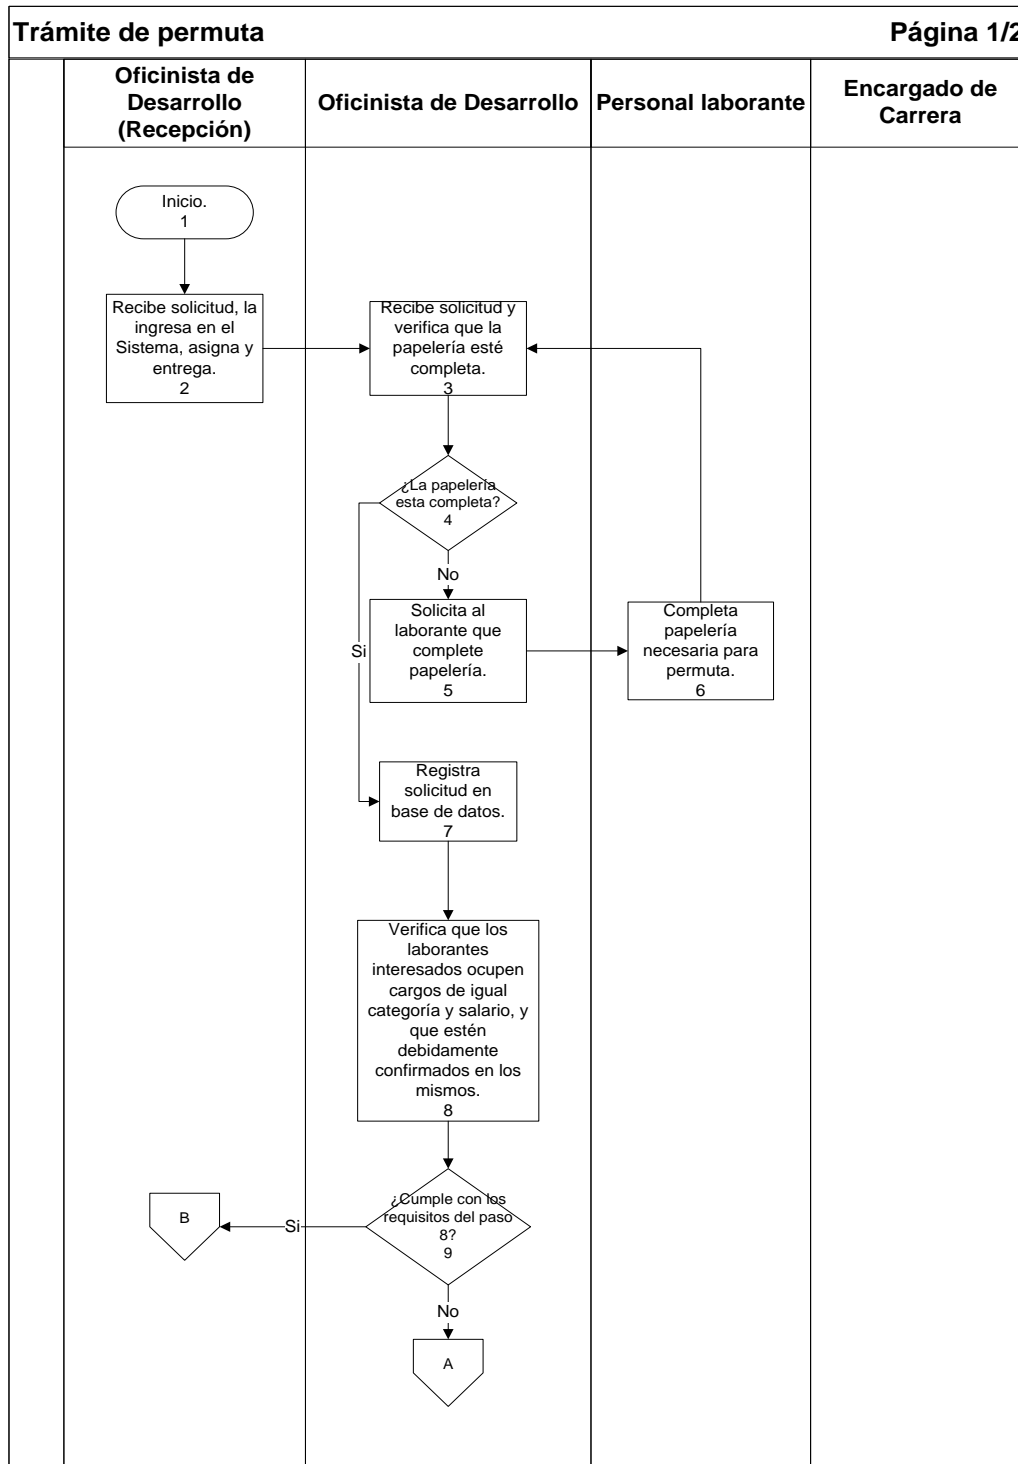 Trámite de permuta
Página 1/2
Oficinista de
Desarrollo
(Recepción)
Oficinista de Desarrollo
Personal laborante
Encargado de
Carrera
Inicio.
1
Recibe solicitud, la
ingresa en el
Sistema, asigna y
entrega.
2
Recibe solicitud y
verifica que la
papelería esté
completa.
3
¿La papelería
esta completa?
4
No
Si
Solicita al
laborante que
complete
papelería.
5
Completa
papelería
necesaria para
permuta.
6
Registra
solicitud en
base de datos.
7
Verifica que los
laborantes
interesados ocupen
cargos de igual
categoría y salario, y
que estén
debidamente
confirmados en los
mismos.
8
¿Cumple con los
requisitos del paso
8?
9
Si
B
No
A